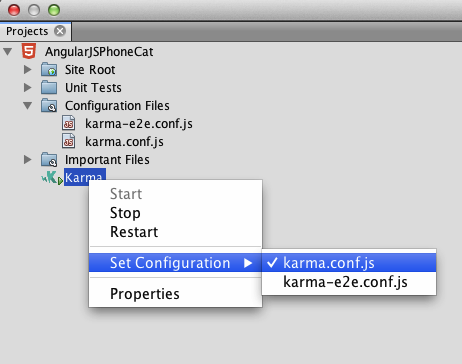 Projects
AngularJSPhoneCat
Site Root
Unit Tests
Configuration Files
karma-e2e.conf.js
karma.conf.js
Important Files
Karma
Start
Stop
Restart
Set Configuration
karma.conf.js
karma-e2e.conf.js
Properties